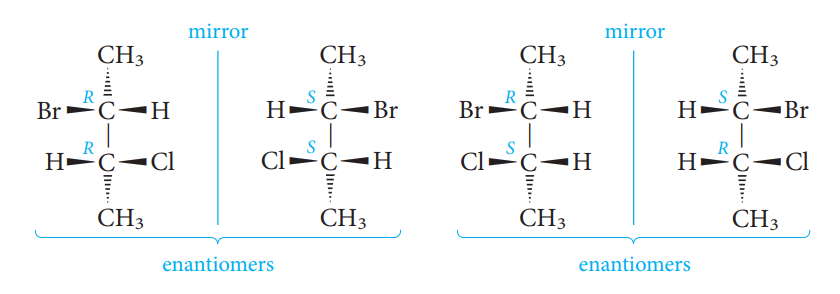 mirror mirror
CH3 CH3 CH3 CH3
R S R S
Br C H H C Br Br C H H C Br
R S S R
H C Cl Cl C H Cl C H H C Cl
CH3 CH3 CH3 CH3
enantiomers enantiomers